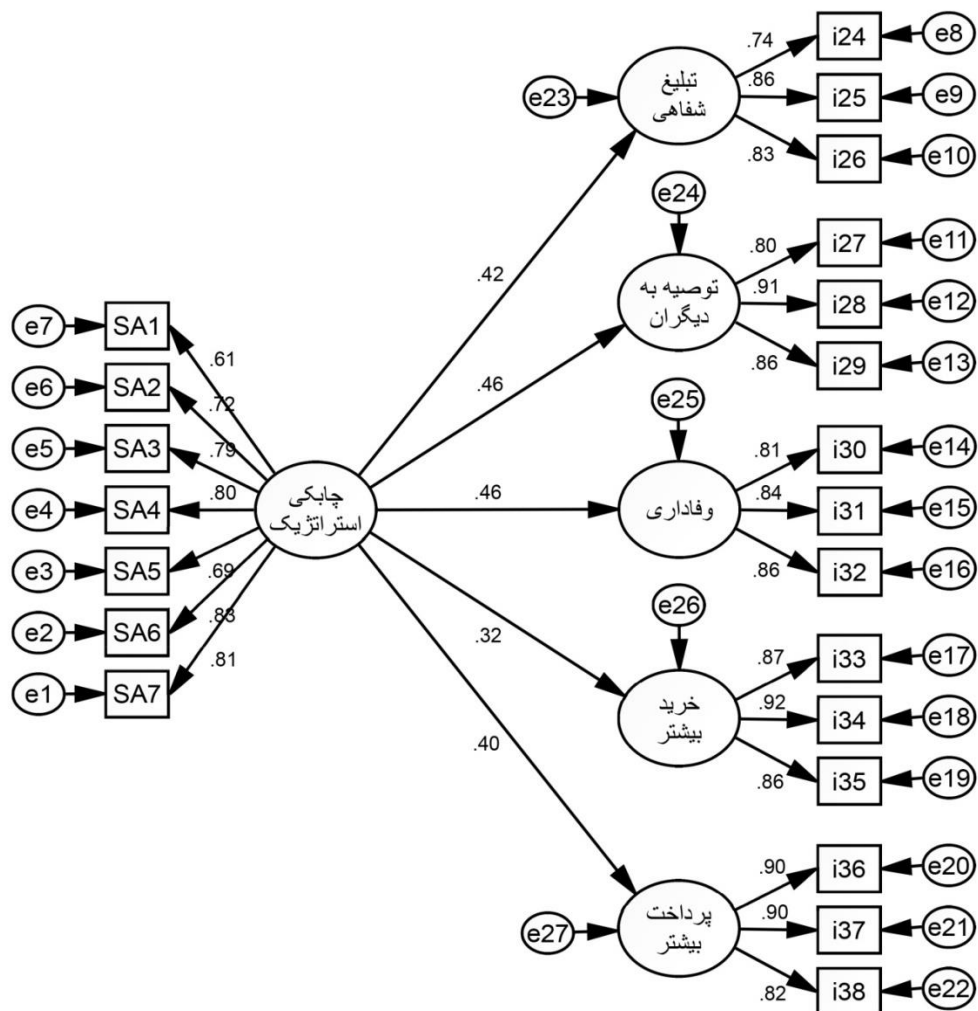 .74
i24
e8
تبلیغ
شفاهی
e23
.86
i25
e9
.83
i26
e10
e24
.42
.80
i27
e11
توصیه به
دیگران
.91
i28
e12
.86
i29
e13
.46
e25
.81
i30
e14
وفاداری
.84
i31
e15
.86
i32
e16
.46
e7
SA1
.61
e6
SA2
.72
e5
SA3
.79
e4
SA4
.80
چابکی
استراتژیک
e3
SA5
.69
e2
SA6
.83
e1
SA7
.81
e26
.32
.87
i33
e17
خرید
بیشتر
.92
i34
e18
.86
i35
e19
.40
.90
i36
e20
پرداخت
بیشتر
e27
.90
i37
e21
.82
i38
e22